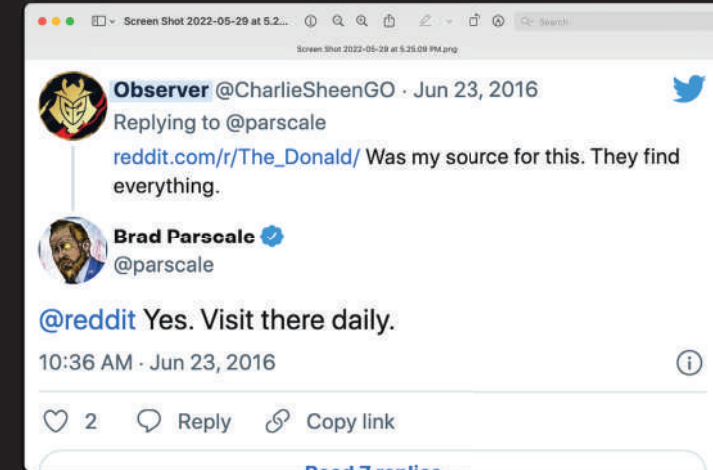 Screen Shot 2022-05-29 at 5.2...
Search
Screen Shot 2022-05-29 at 5.25.09 PM.png
Observer @CharlieSheenGO · Jun 23, 2016
Replying to @parscale
reddit.com/r/The_Donald/ Was my source for this. They find
everything.
Brad Parscale
@parscale
@reddit Yes. Visit there daily.
10:36 AM · Jun 23, 2016
2 Reply Copy link
Read 7 replies